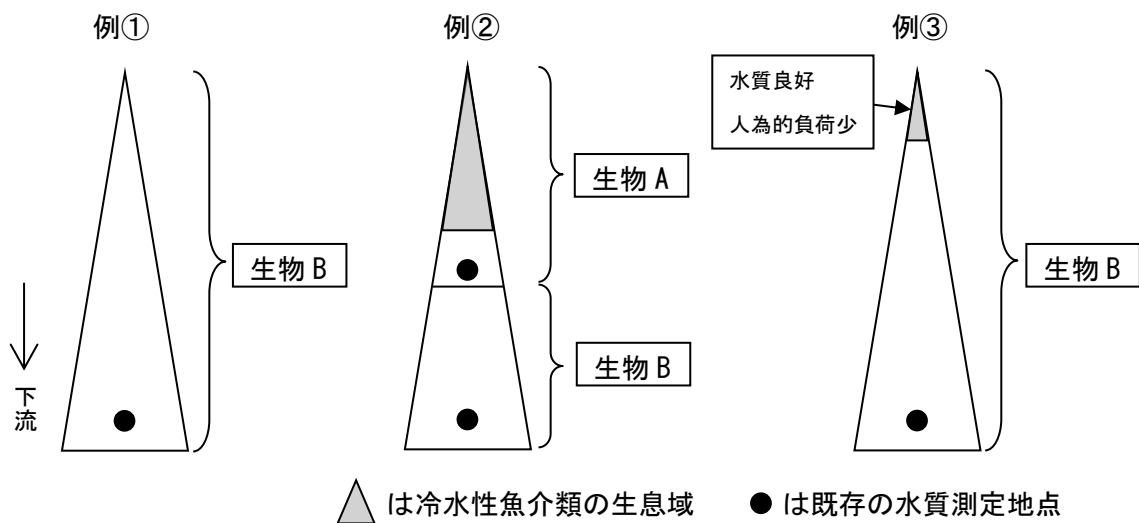 例①
例②
例③
水質良好
人為的負荷少
生物 A
生物 B
生物 B
生物 B
下流
は冷水性魚介類の生息域
●は既存の水質測定地点